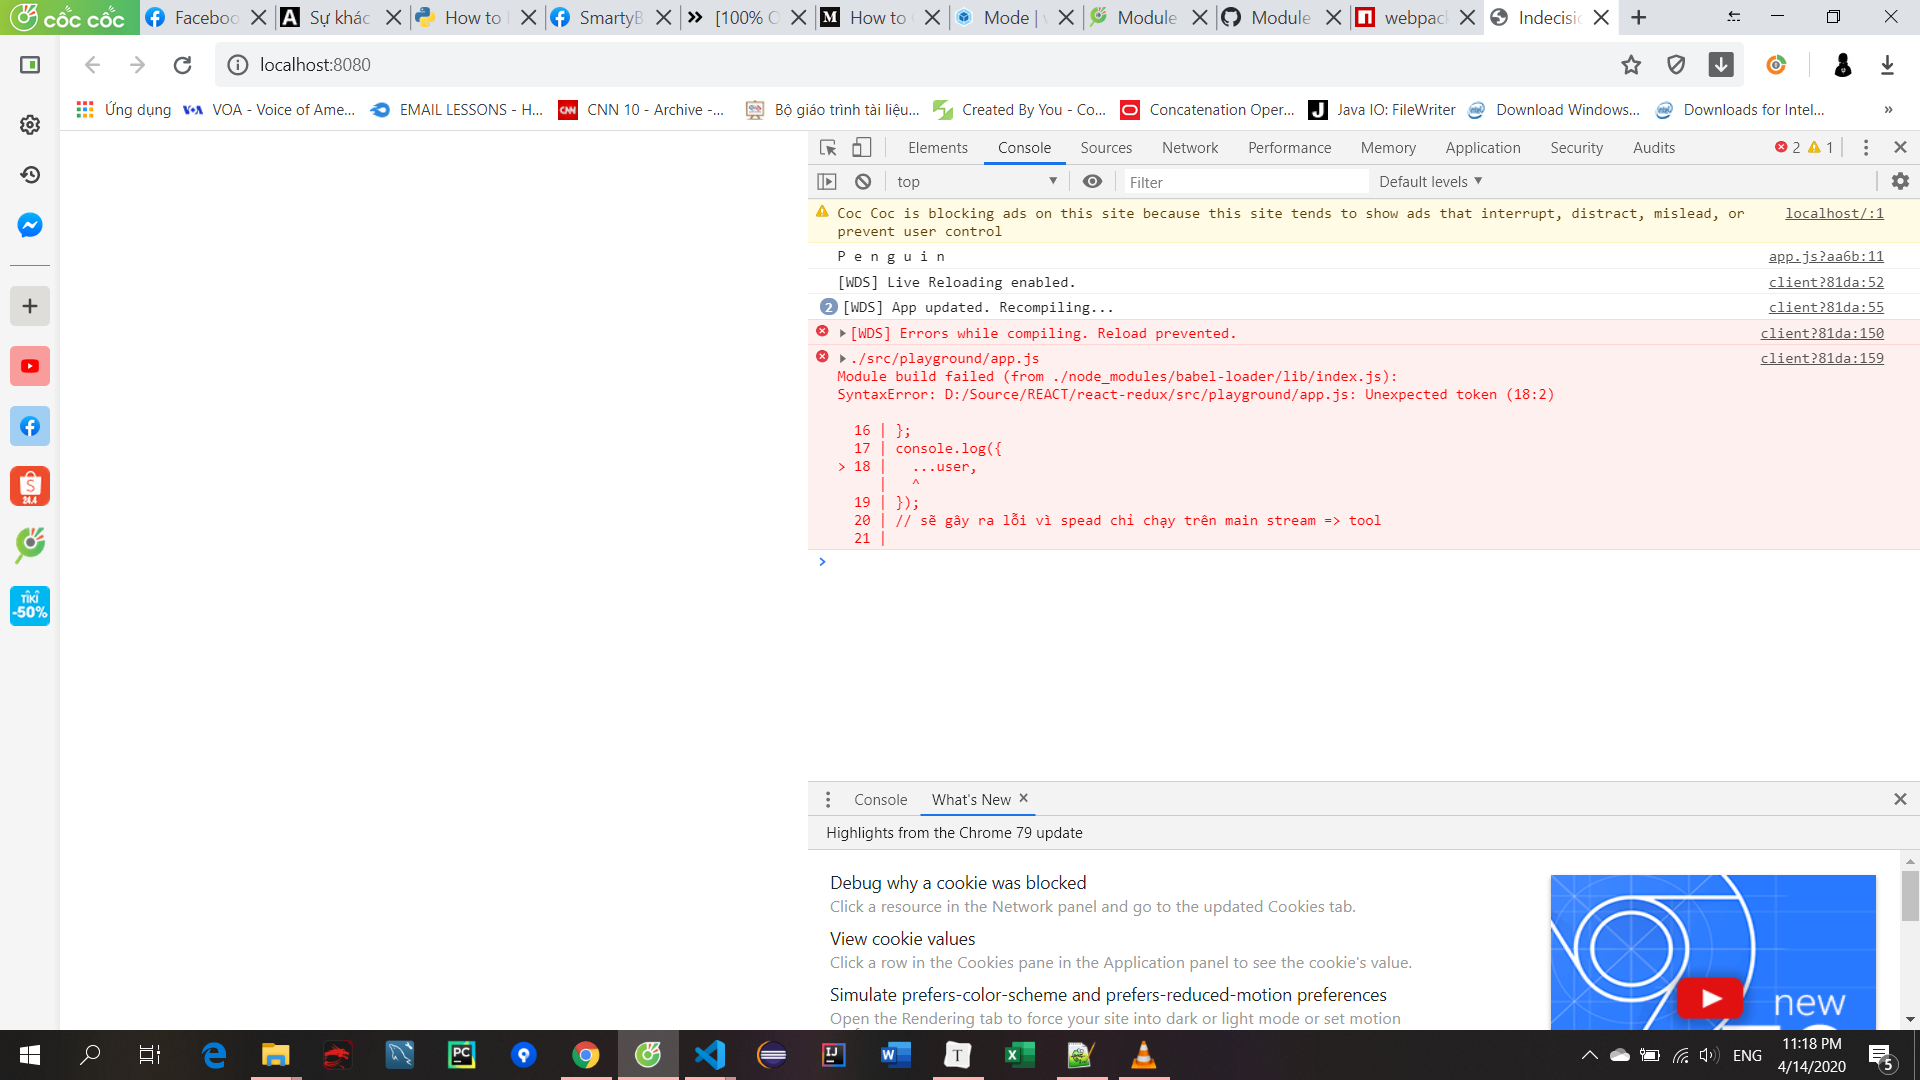 cốc cốc
Faceboo
Sự khác
How to I
SmartyB
[100% O
How to
Mode |
Module
Module
webpack
Indecisio
localhost:8080
Ứng dụng
VOA - Voice of Ame...
EMAIL LESSONS - H...
CNN 10 - Archive -...
Bộ giáo trình tài liệu...
Created By You - Co...
Concatenation Oper...
Java IO: FileWriter
Download Windows...
Downloads for Intel...
»
Elements Console Sources Network Performance Memory Application Security Audits 2 1
top Filter Default levels
Coc Coc is blocking ads on this site because this site tends to show ads that interrupt, distract, mislead, or localhost/:1
prevent user control
P e n g u i n app.js?aa6b:11
[WDS] Live Reloading enabled. client?81da:52
2 [WDS] App updated. Recompiling... client?81da:55
[WDS] Errors while compiling. Reload prevented. client?81da:150
./src/playground/app.js client?81da:159
Module build failed (from ./node_modules/babel-loader/lib/index.js):
SyntaxError: D:/Source/REACT/react-redux/src/playground/app.js: Unexpected token (18:2)
16 | };
17 | console.log({
> 18 |   ...user,
|   ^
19 | });
20 | // sẽ gây ra lỗi vì spead chỉ chạy trên main stream => tool
21 |
>
TIKI
-50%
24.4
Console What's New
Highlights from the Chrome 79 update
Debug why a cookie was blocked
Click a resource in the Network panel and go to the updated Cookies tab.
View cookie values
Click a row in the Cookies pane in the Application panel to see the cookie's value.
Simulate prefers-color-scheme and prefers-reduced-motion preferences
Open the Rendering tab to force your site into dark or light mode or set motion
new
ENG
11:18 PM
4/14/2020
5